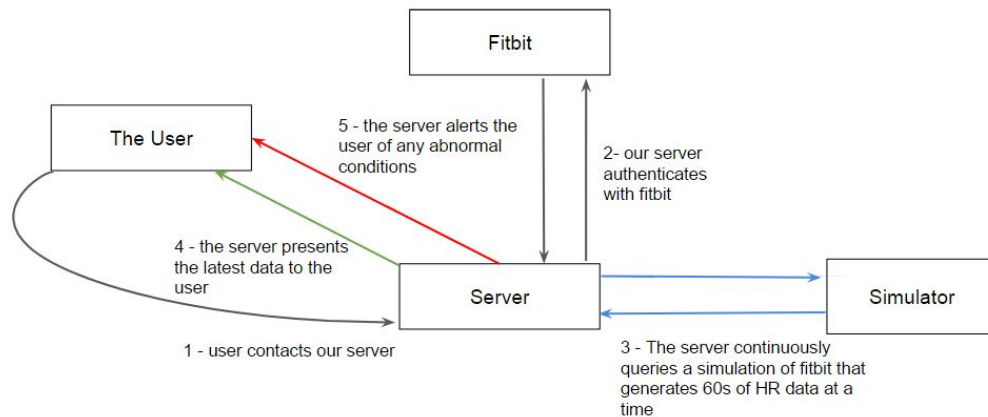 Fitbit
The User
5 - the server alerts the
user of any abnormal
conditions
2- our server
authenticates
with fitbit
4 - the server presents
the latest data to the
user
Server
Simulator
1 - user contacts our server
3 - The server continuously
queries a simulation of fitbit that
generates 60s of HR data at a
time